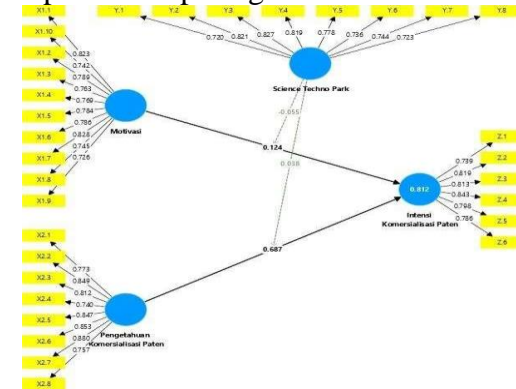 X1.1
X1.10
X1.2
X1.3
X1.4
X1.5
X1.6
X1.7
X1.8
X1.9
0.823
0.742
0.789
0.763
0.769
0.784
0.786
0.828
0.745
0.726
Motivasi
Y.1 Y.2 Y.3 Y.4 Y.5 Y.6 Y.7 Y.8
0.720 0.821 0.827 0.819 0.778 0.736 0.744 0.723
Science Techno Park
-0.055
0.124
0.038
0.687
0.812
Intensi
Komersialisasi Paten
0.739
0.819
0.813
0.843
0.798
0.786
Z.1
Z.2
Z.3
Z.4
Z.5
Z.6
X2.1
X2.2
X2.3
X2.4
X2.5
X2.6
X2.7
X2.8
0.773
0.849
0.812
0.740
0.847
0.853
0.880
0.757
Pengetahuan
Komersialisasi Paten